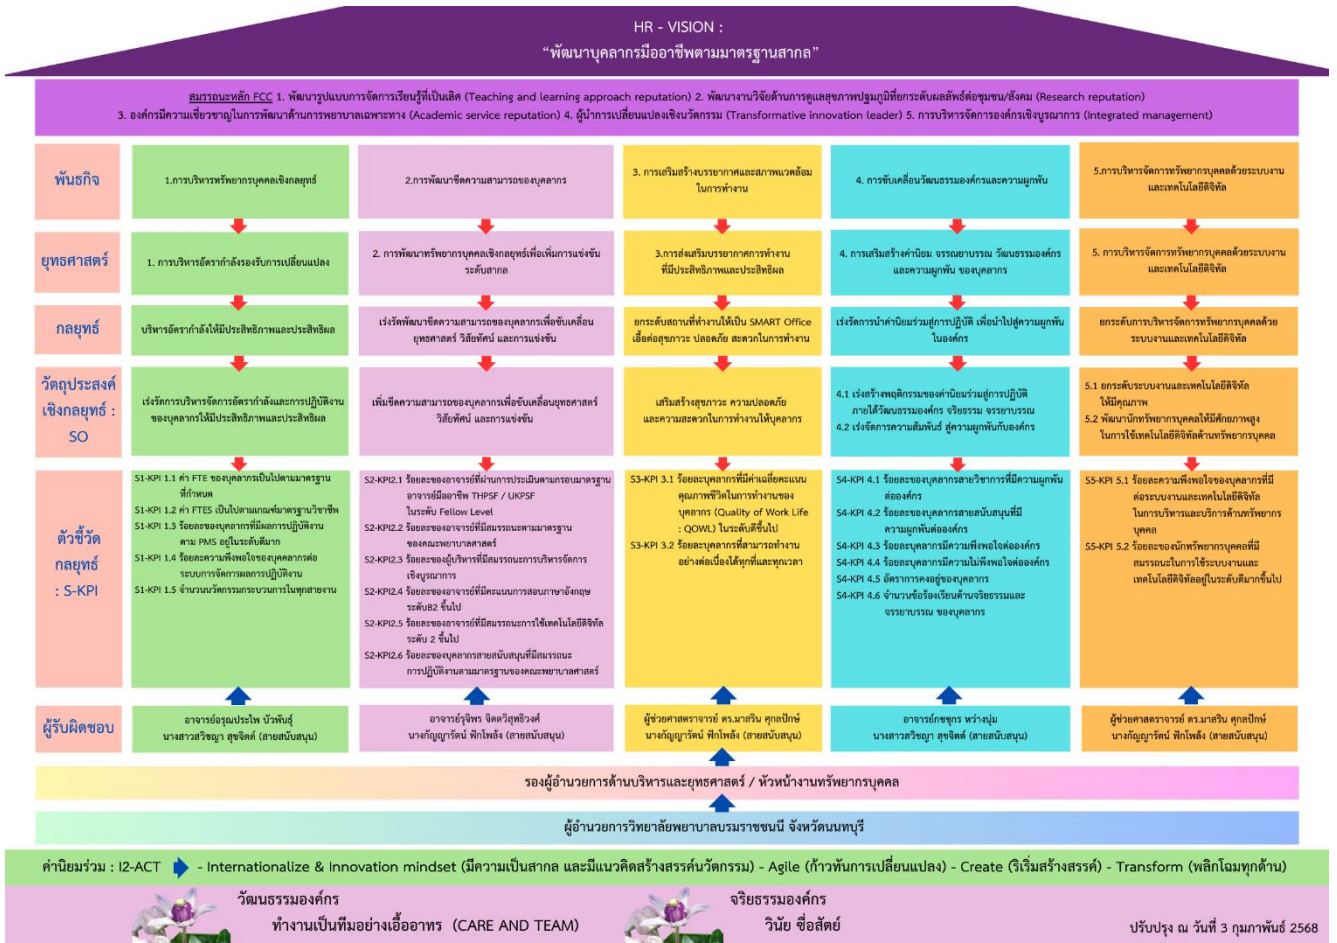 HR - VISION :
“พัฒนาบุคลากรมืออาชีพตามมาตรฐานสากล”
สมรรถนะหลัก FCC 1. พัฒนารูปแบบการจัดการเรียนรู้ที่เป็นเลิศ (Teaching and learning approach reputation) 2. พัฒนางานวิจัยด้านการดูแลสุขภาพปฐมภูมิที่ยกระดับผลลัพธ์ต่อชุมชน/สังคม (Research reputation)
3. องค์กรมีความเชี่ยวชาญในการพัฒนาด้านการพยาบาลเฉพาะทาง (Academic service reputation) 4. ผู้นำการเปลี่ยนแปลงเชิงนวัตกรรม (Transformative innovation leader) 5. การบริหารจัดการองค์กรเชิงบูรณาการ (Integrated management)
พันธกิจ
1.การบริหารทรัพยากรบุคคลเชิงกลยุทธ์
2.การพัฒนาขีดความสามารถของบุคลากร
3. การเสริมสร้างบรรยากาศและสภาพแวดล้อม
ในการทำงาน
4. การขับเคลื่อนวัฒนธรรมองค์กรและความผูกพัน
5.การบริหารจัดการทรัพยากรบุคคลด้วยระบบงาน
และเทคโนโลยีดิจิทัล
ยุทธศาสตร์
1. การบริหารอัตรากำลังรองรับการเปลี่ยนแปลง
2. การพัฒนาทรัพยากรบุคคลเชิงกลยุทธ์เพื่อเพิ่มการแข่งขัน
ระดับสากล
3.การส่งเสริมบรรยากาศการทำงาน
ที่มีประสิทธิภาพและประสิทธิผล
4. การเสริมสร้างค่านิยม จรรณยาบรรณ วัฒนธรรมองค์กร
และความผูกพัน ของบุคลากร
5. การบริหารจัดการทรัพยากรบุคคลด้วยระบบงาน
และเทคโนโลยีดิจิทัล
กลยุทธ์
บริหารอัตรากำลังให้มีประสิทธิภาพและประสิทธิผล
เร่งรัดพัฒนาขีดความสามารถของบุคลากรเพื่อขับเคลื่อน
ยุทธศาสตร์ วิสัยทัศน์ และการแข่งขัน
ยกระดับสถานที่ทำงานให้เป็น SMART Office
เอื้อต่อสุขภาวะ ปลอดภัย สะดวกในการทำงาน
เร่งรัดการนำค่านิยมร่วมสู่การปฏิบัติ เพื่อนำไปสู่ความผูกพัน
ในองค์กร
ยกระดับการบริหารจัดการทรัพยากรบุคคลด้วย
ระบบงานและเทคโนโลยีดิจิทัล
วัตถุประสงค์
เชิงกลยุทธ์ :
SO
เร่งรัดการบริหารจัดการอัตรากำลังและการปฏิบัติงาน
ของบุคลากรให้มีประสิทธิภาพและประสิทธิผล
เพิ่มขีดความสามารถของบุคลากรเพื่อขับเคลื่อนยุทธศาสตร์
วิสัยทัศน์ และการแข่งขัน
เสริมสร้างสุขภาวะ ความปลอดภัย
และความสะดวกในการทำงานให้บุคลากร
4.1 เร่งสร้างพฤติกรรมของค่านิยมร่วมสู่การปฏิบัติ
ภายใต้วัฒนธรรมองค์กร จริยธรรม จรรยาบรรณ
4.2 เร่งจัดการความสัมพันธ์ สู่ความผูกพันกับองค์กร
5.1 ยกระดับระบบงานและเทคโนโลยีดิจิทัล
ให้มีคุณภาพ
5.2 พัฒนานักทรัพยากรบุคคลให้มีศักยภาพสูง
ในการใช้เทคโนโลยีดิจิทัลด้านทรัพยากรบุคคล
ตัวชี้วัด
กลยุทธ์
: S-KPI
S1-KPI 1.1 ค่า FTE ของบุคลากรเป็นไปตามมาตรฐาน
ที่กำหนด
S1-KPI 1.2 ค่า FTES เป็นไปตามเกณฑ์มาตรฐานวิชาชีพ
S1-KPI 1.3 ร้อยละของบุคลากรที่มีผลการปฏิบัติงาน
ตาม PMS อยู่ในระดับดีมาก
S1-KPI 1.4 ร้อยละความพึงพอใจของบุคคลากรต่อ
ระบบการจัดการผลการปฏิบัติงาน
S1-KPI 1.5 จำนวนนวัตกรรมกระบวนการในทุกสายงาน
S2-KPI2.1 ร้อยละของอาจารย์ที่ผ่านการประเมินตามกรอบมาตรฐาน
อาจารย์มืออาชีพ THPSF / UKPSF
ในระดับ Fellow Level
S2-KPI2.2 ร้อยละของอาจารย์ที่มีสมรรถนะตามมาตรฐาน
ของคณะพยาบาลศาสตร์
S2-KPI2.3 ร้อยละของผู้บริหารที่มีสมรรถนะการบริหารจัดการ
เชิงบูรณาการ
S2-KPI2.4 ร้อยละของอาจารย์ที่มีคะแนนการสอบภาษาอังกฤษ
ระดับB2 ขึ้นไป
S2-KPI2.5 ร้อยละของอาจารย์ที่มีสมรรถนะการใช้เทคโนโลยีดิจิทัล
ระดับ 2 ขึ้นไป
S2-KPI2.6 ร้อยละของบุคลากรสายสนับสนุนที่มีสมรรถนะ
การปฏิบัติงานตามมาตรฐานของคณะพยาบาลศาสตร์
S3-KPI 3.1 ร้อยละบุคลากรที่มีค่าเฉลี่ยคะแนน
คุณภาพชีวิตในการทำงานของ
บุคลากร (Quality of Work Life
: QOWL) ในระดับดีขึ้นไป
S3-KPI 3.2 ร้อยละบุคลากรที่สามารถทำงาน
อย่างต่อเนื่องได้ทุกที่และทุกเวลา
S4-KPI 4.1 ร้อยละของบุคลากรสายวิชาการที่มีความผูกพัน
ต่อองค์กร
S4-KPI 4.2 ร้อยละของบุคลากรสายสนับสนุนที่มี
ความผูกพันต่อองค์กร
S4-KPI 4.3 ร้อยละบุคลากรมีความพึงพอใจต่อองค์กร
S4-KPI 4.4 ร้อยละบุคลากรมีความไม่พึงพอใจต่อองค์กร
S4-KPI 4.5 อัตราการคงอยู่ของบุคลากร
S4-KPI 4.6 จำนวนข้อร้องเรียนด้านจริยธรรมและ
จรรยาบรรณ ของบุคลากร
S5-KPI 5.1 ร้อยละความพึงพอใจของบุคลากรที่มี
ต่อระบบงานและเทคโนโลยีดิจิทัล
ในการบริหารและบริการด้านทรัพยากร
บุคคล
S5-KPI 5.2 ร้อยละของนักทรัพยากรบุคคลที่มี
สมรรถนะในการใช้ระบบงานและ
เทคโนโลยีดิจิทัลอยู่ในระดับดีมากขึ้นไป
ผู้รับผิดชอบ
อาจารย์อรุณประไพ บัวพันธุ์
นางสาวสวิชญา สุขจิตต์ (สายสนับสนุน)
อาจารย์รุจิพร จิตตวิสุทธิวงศ์
นางกัญญารัตน์ ฟักโพล้ง (สายสนับสนุน)
ผู้ช่วยศาสตราจารย์ ดร.มาสริน ศุกลปักษ์
นางกัญญารัตน์ ฟักโพล้ง (สายสนับสนุน)
อาจารย์กชชุกร หว่างนุ่ม
นางสาวสวิชญา สุขจิตต์ (สายสนับสนุน)
ผู้ช่วยศาสตราจารย์ ดร.มาสริน ศุกลปักษ์
นางกัญญารัตน์ ฟักโพล้ง (สายสนับสนุน)
รองผู้อำนวยการด้านบริหารและยุทธศาสตร์ / หัวหน้างานทรัพยากรบุคคล
ผู้อำนวยการวิทยาลัยพยาบาลบรมราชชนนี จังหวัดนนทบุรี
ค่านิยมร่วม : I2-ACT - Internationalize & Innovation mindset (มีความเป็นสากล และมีแนวคิดสร้างสรรค์นวัตกรรม) - Agile (ก้าวทันการเปลี่ยนแปลง) - Create (ริเริ่มสร้างสรรค์) - Transform (พลิกโฉมทุกด้าน)
วัฒนธรรมองค์กร
ทำงานเป็นทีมอย่างเอื้ออาทร (CARE AND TEAM)
จริยธรรมองค์กร
วินัย ซื่อสัตย์
ปรับปรุง ณ วันที่ 3 กุมภาพันธ์ 2568